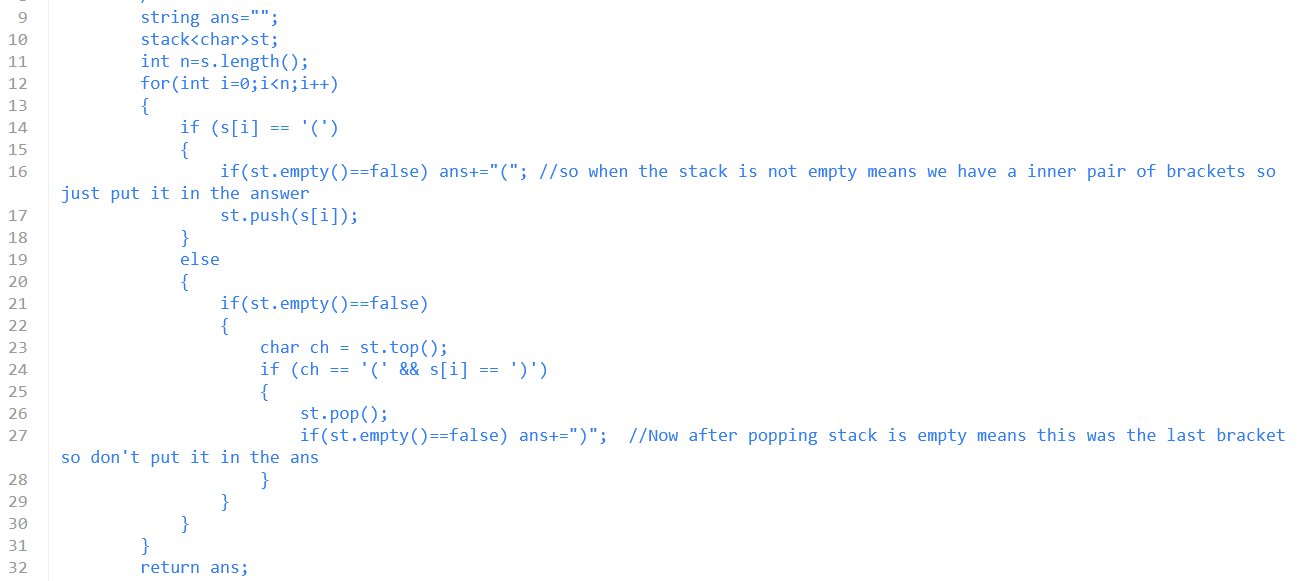 9 string ans="";
10 stack<char>st;
11 int n=s.length();
12 for(int i=0;i<n;i++)
13 {
14 if (s[i] == '(')
15 {
16 if(st.empty()==false) ans+="("; //so when the stack is not empty means we have a inner pair of brackets so
just put it in the answer
17 st.push(s[i]);
18 }
19 else
20 {
21 if(st.empty()==false)
22 {
23 char ch = st.top();
24 if (ch == '(' && s[i] == ')')
25 {
26 st.pop();
27 if(st.empty()==false) ans+=")"; //Now after popping stack is empty means this was the last bracket
so don't put it in the ans
28 }
29 }
30 }
31 }
32 return ans;